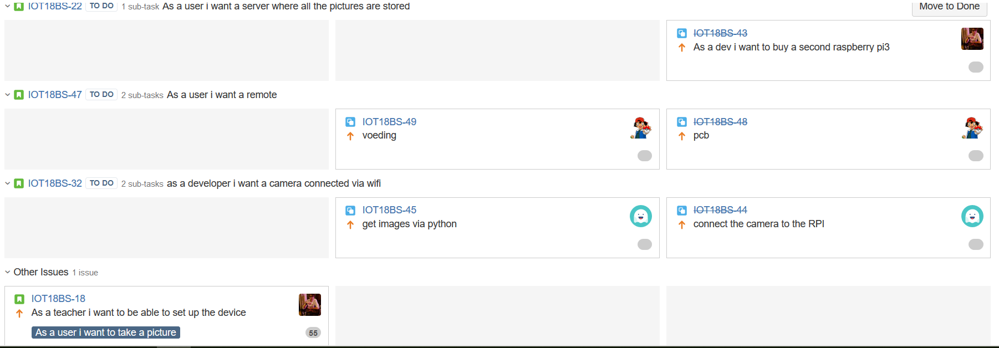 IOT18BS-22 TO DO 1 sub-task As a user i want a server where all the pictures are stored Move to Done
IOT18BS-43
As a dev i want to buy a second raspberry pi3
IOT18BS-47 TO DO 2 sub-tasks As a user i want a remote
IOT18BS-49
voeding
IOT18BS-48
pcb
IOT18BS-32 TO DO 2 sub-tasks as a developer i want a camera connected via wifi
IOT18BS-45
get images via python
IOT18BS-44
connect the camera to the RPI
Other Issues 1 issue
IOT18BS-18
As a teacher i want to be able to set up the device
As a user i want to take a picture 55